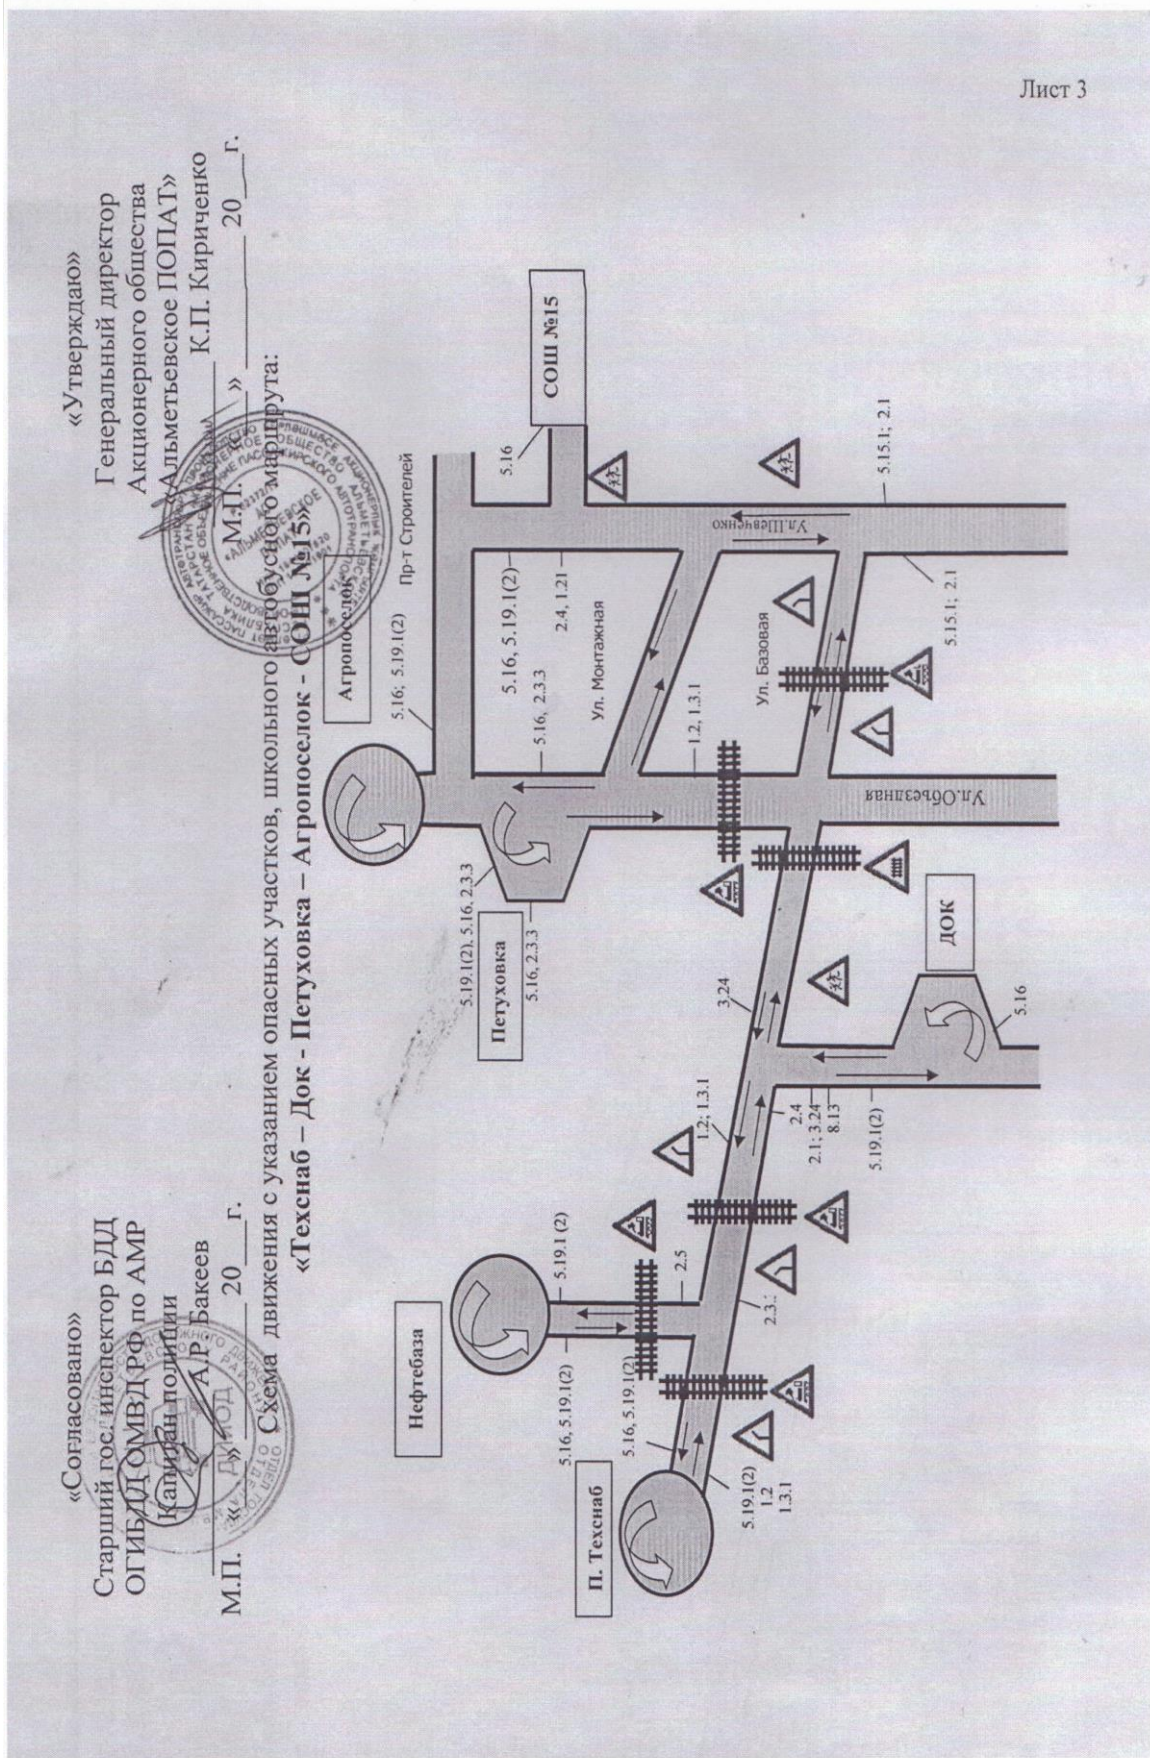 Лист 3
«Согласовано»
Старший гос. инспектор БДД
ОГИБДД ОМВД РФ по АМР
Капитан полиции
А.Р. Бакеев
М.П. «___» ________ 20___г.
«Утверждаю»
Генеральный директор
Акционерного общества
«Альметьевское ПОПАТ»
К.П. Кириченко
М.П. «___» ________ 20___г.
Схема движения с указанием опасных участков, школьного автобусного маршрута:
«Техснаб – Док - Петуховка – Агропоселок - СОШ №15»
Агропоселок
Пр-т Строителей
5.16; 5.19.1(2)
5.16
СОШ №15
Нефтебаза
5.19.1(2), 5.16, 2.3.3
Петуховка
5.16, 2.3.3
5.16, 2.3.3
5.16, 5.19.1(2)
2.4, 1.21
Ул. Монтажная
5.19.1 (2)
5.16, 5.19.1(2)
2.5
5.16, 5.19.1(2)
П. Техснаб
1.2; 1.3.1
3.24
1.2, 1.3.1
Ул. Базовая
Ул.Шевченко
5.15.1; 2.1
5.15.1; 2.1
Ул.Объездная
ДОК
5.16
2.3.
2.4
2.1; 3.24
8.13
5.19.1(2)
5.19.1(2)
1.2
1.3.1